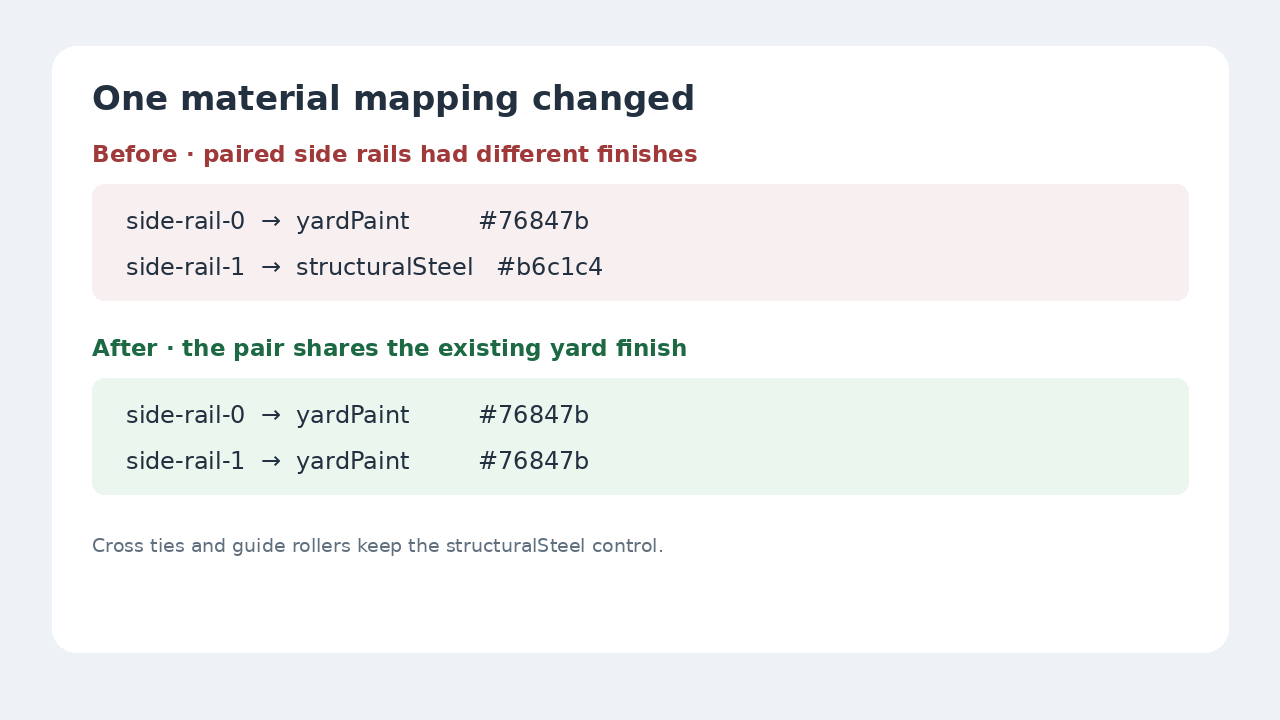 One material mapping changed
Before · paired side rails had different finishes
side-rail-0 → yardPaint #76847b
side-rail-1 → structuralSteel #b6c1c4
After · the pair shares the existing yard finish
side-rail-0 → yardPaint #76847b
side-rail-1 → yardPaint #76847b
Cross ties and guide rollers keep the structuralSteel control.